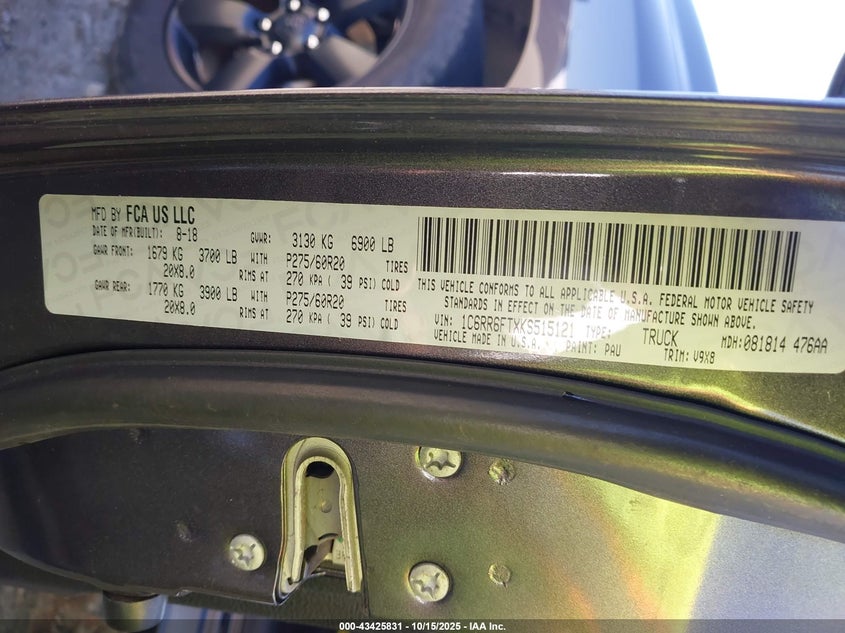 MFD BY FCA US LLC
DATE OF MFR(BUILT): 8-18 GVWR: 3130 KG 6900 LB
GAWR FRONT: 1679 KG 3700 LB WITH P275/60R20 TIRES
20X8.0 RIMS AT 270 KPA ( 39 PSI) COLD
GAWR REAR: 1770 KG 3900 LB WITH P275/60R20 TIRES
20X8.0 RIMS AT 270 KPA ( 39 PSI) COLD
THIS VEHICLE CONFORMS TO ALL APPLICABLE U.S.A. FEDERAL MOTOR VEHICLE SAFETY
STANDARDS IN EFFECT ON THE DATE OF MANUFACTURE SHOWN ABOVE.
VIN: 1C6RR6FTXKS515121 TYPE: TRUCK MDH:081814 476AA
VEHICLE MADE IN U.S.A. PAINT: PAU TRIM: V9X8
000-43425831 - 10/15/2025 - IAA Inc.